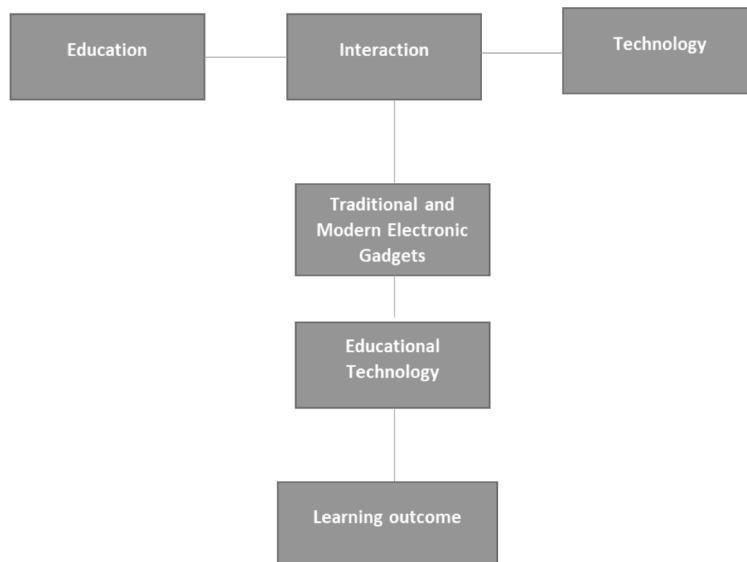 Education
Interaction
Technology
Traditional and
Modern Electronic
Gadgets
Educational
Technology
Learning outcome